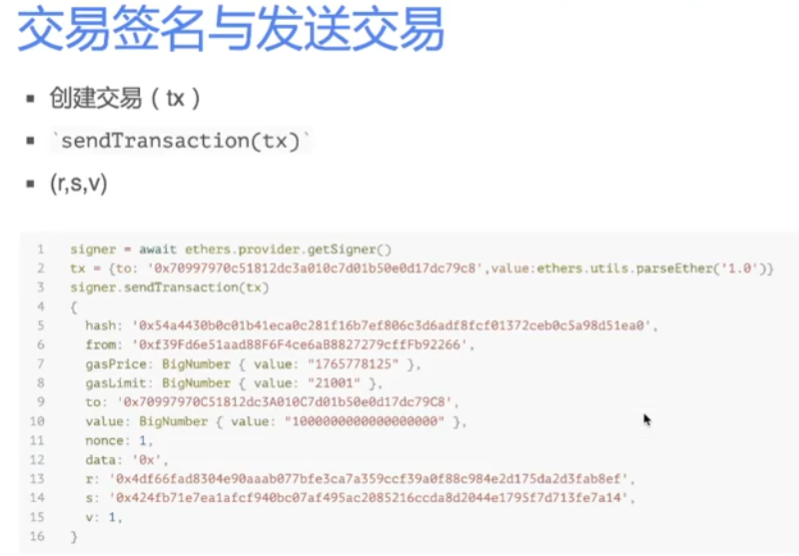 交易签名与发送交易
▪ 创建交易（tx）
▪ `sendTransaction(tx)`
▪ (r,s,v)
1 signer = await ethers.provider.getSigner()
2 tx = {to: '0x70997970c51812dc3a010c7d01b50e0d17dc79c8',value:ethers.utils.parseEther('1.0')}
3 signer.sendTransaction(tx)
4 {
5 hash: '0x54a4430b0c01b41eca0c281f16b7ef806c3d6adf8fcf01372ceb0c5a98d51ea0',
6 from: '0xf39Fd6e51aad88F6F4ce6aB8827279cffFb92266',
7 gasPrice: BigNumber { value: "1765778125" },
8 gasLimit: BigNumber { value: "21001" },
9 to: '0x70997970C51812dc3A010C7d01b50e0d17dc79C8',
10 value: BigNumber { value: "1000000000000000000" },
11 nonce: 1,
12 data: '0x',
13 r: '0x4df66fad8304e90aaab077bfe3ca7a359ccf39a0f88c984e2d175da2d3fab8ef',
14 s: '0x424fb71e7ea1afcf940bc07af495ac2085216ccda8d2044e1795f7d713fe7a14',
15 v: 1,
16 }